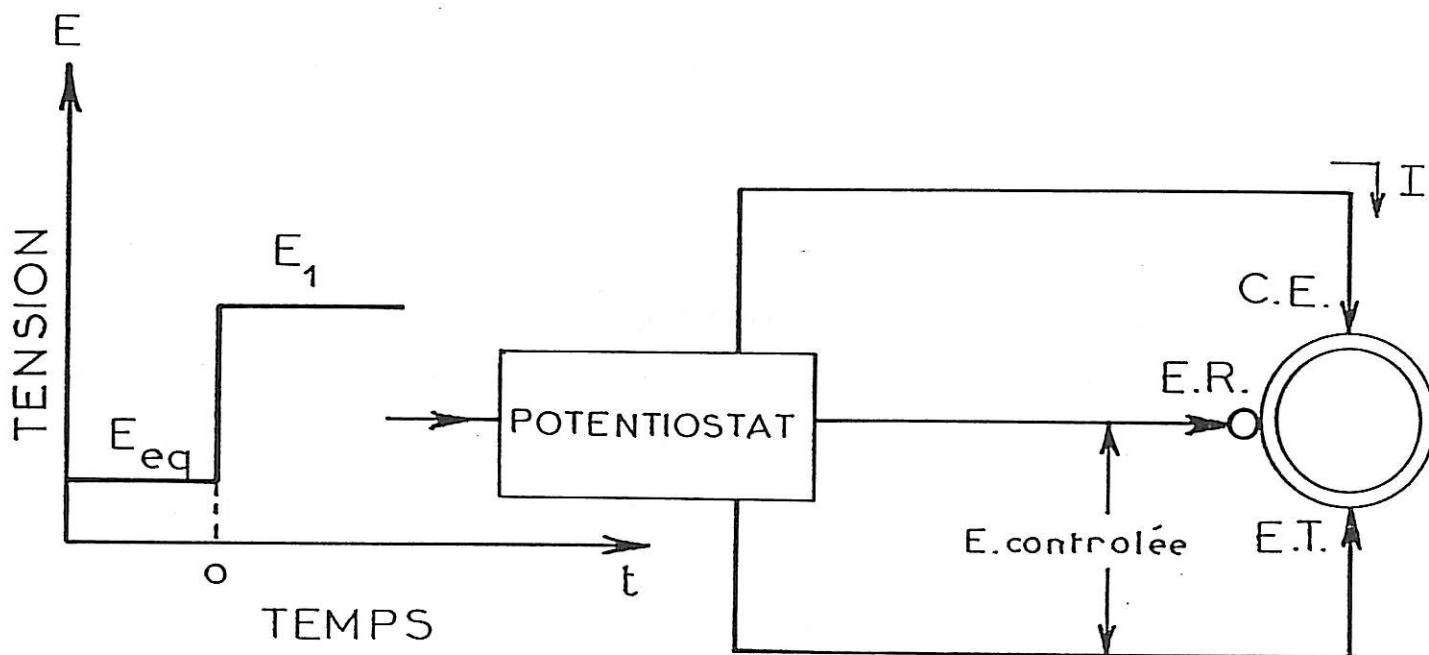 E
TENSION
E1
Eeq
O
t
TEMPS
POTENTIOSTAT
I
C.E.
E.R.
E.controlée
E.T.